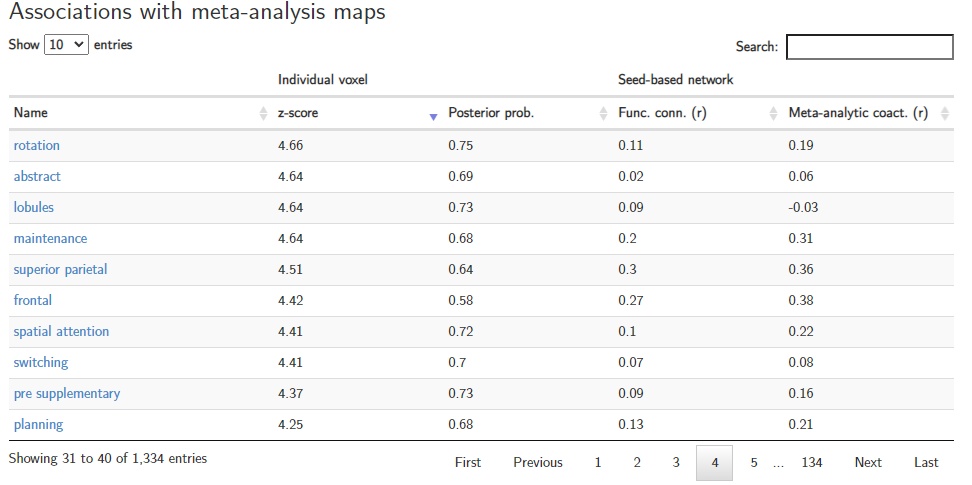 Associations with meta-analysis maps
Show 10 entries
Search:
Individual voxel Seed-based network
Name z-score Posterior prob. Func. conn. (r) Meta-analytic coact. (r)
rotation 4.66 0.75 0.11 0.19
abstract 4.64 0.69 0.02 0.06
lobules 4.64 0.73 0.09 -0.03
maintenance 4.64 0.68 0.2 0.31
superior parietal 4.51 0.64 0.3 0.36
frontal 4.42 0.58 0.27 0.38
spatial attention 4.41 0.72 0.1 0.22
switching 4.41 0.7 0.07 0.08
pre supplementary 4.37 0.73 0.09 0.16
planning 4.25 0.68 0.13 0.21
Showing 31 to 40 of 1,334 entries
First Previous 1 2 3 4 5 ... 134 Next Last